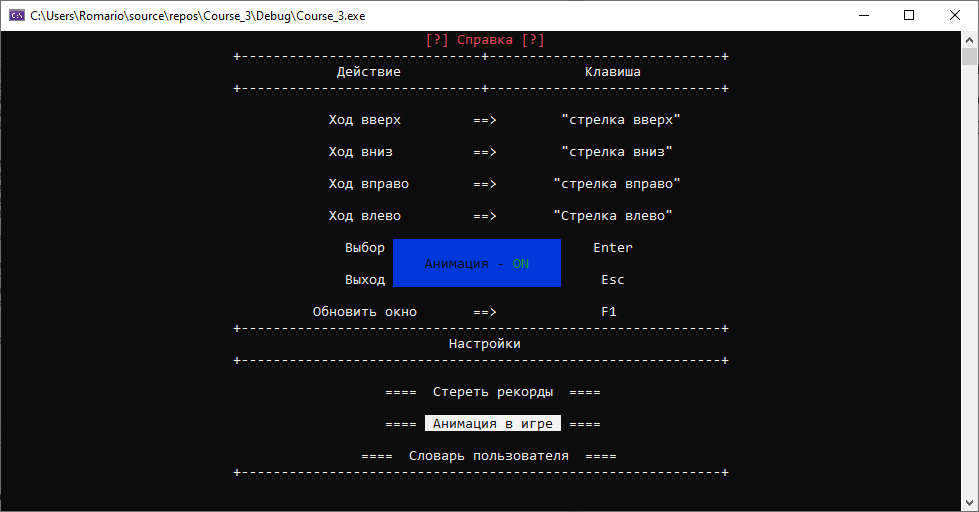 C:\Users\Romario\source\repos\Course_3\Debug\Course_3.exe
[?] Справка [?]
+------------------------------+-----------------------------+
Действие Клавиша
+------------------------------+-----------------------------+
Ход вверх ==> "стрелка вверх"
Ход вниз ==> "стрелка вниз"
Ход вправо ==> "стрелка вправо"
Ход влево ==> "Стрелка влево"
Выбор Enter
Анимация - ON
Выход Esc
Обновить окно ==> F1
+------------------------------------------------------------+
Настройки
+------------------------------------------------------------+
==== Стереть рекорды ====
==== Анимация в игре ====
==== Словарь пользователя ====
+------------------------------------------------------------+